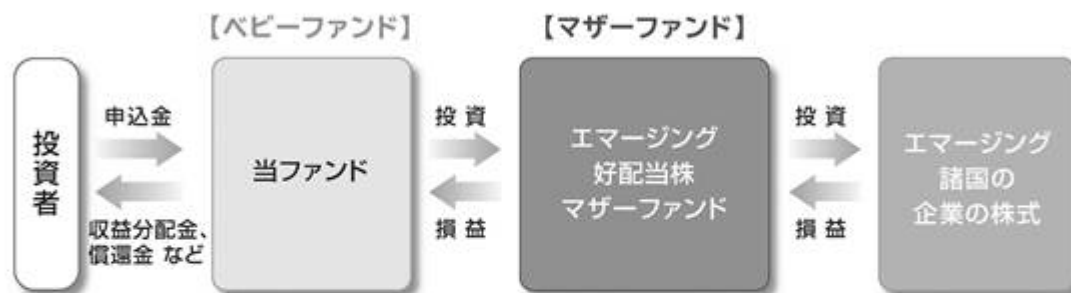 【ベビーファンド】
【マザーファンド】
投資者
申込金
収益分配金、
償還金 など
当ファンド
投 資
損 益
エマージング
好配当株
マザーファンド
投 資
損 益
エマージング
諸国の
企業の株式